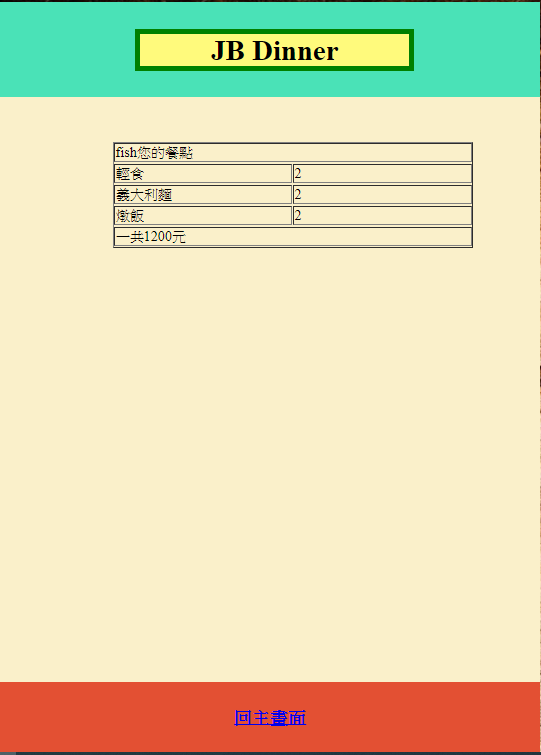 JB Dinner
fish您的餐點
輕食 2
義大利麵 2
燉飯 2
一共1200元
回主畫面